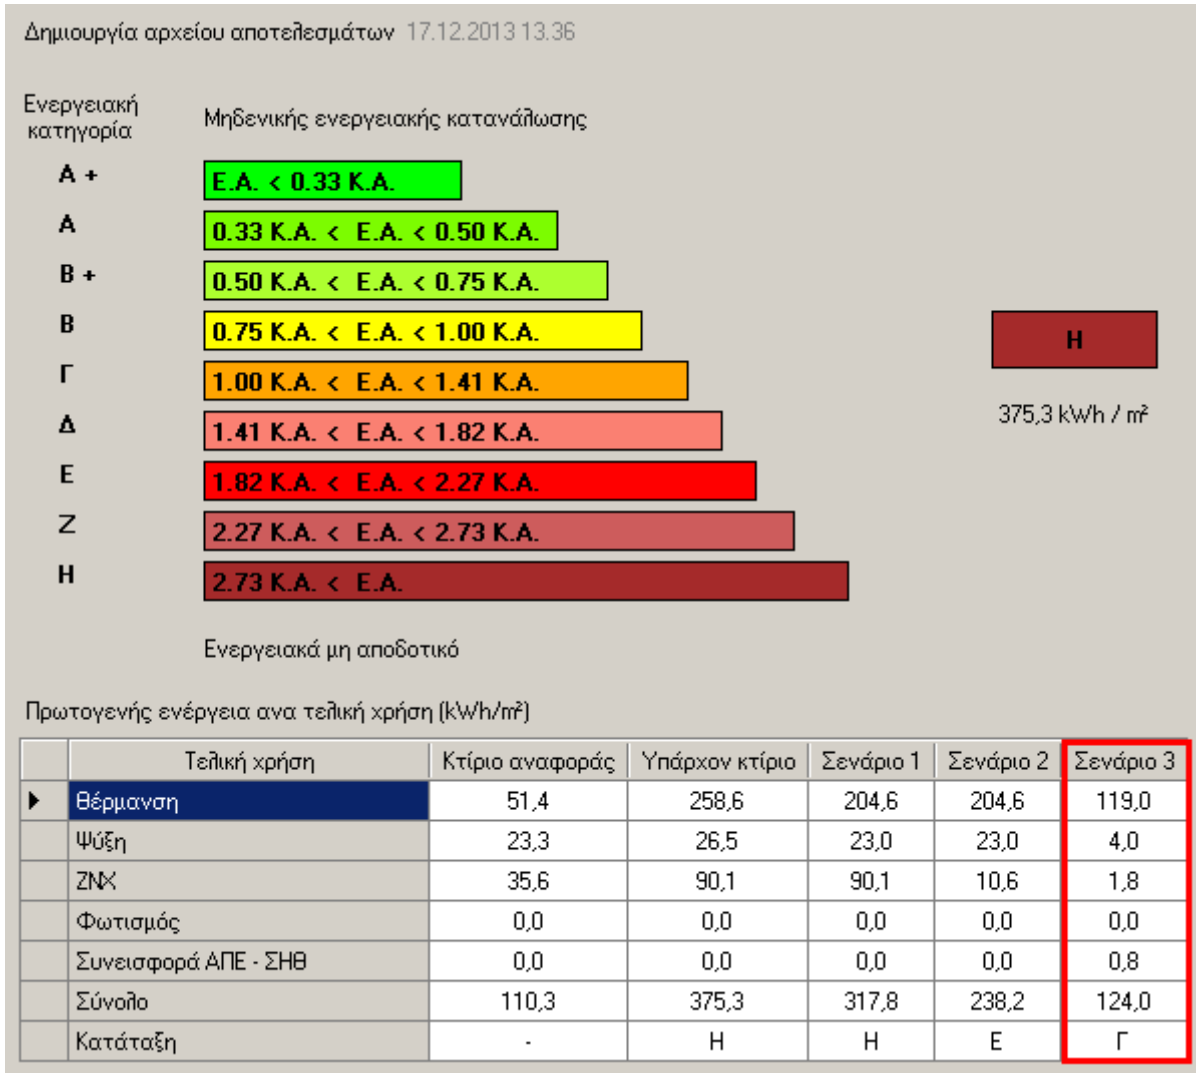 Δημιουργία αρχείου αποτελεσμάτων 17.12.2013 13.36
Ενεργειακή
κατηγορία
Μηδενικής ενεργειακής κατανάλωσης
Α + Ε.Α. < 0.33 Κ.Α.
Α 0.33 Κ.Α. < Ε.Α. < 0.50 Κ.Α.
Β + 0.50 Κ.Α. < Ε.Α. < 0.75 Κ.Α.
Β 0.75 Κ.Α. < Ε.Α. < 1.00 Κ.Α.
Η
Γ 1.00 Κ.Α. < Ε.Α. < 1.41 Κ.Α.
375,3 kWh / m²
Δ 1.41 Κ.Α. < Ε.Α. < 1.82 Κ.Α.
Ε 1.82 Κ.Α. < Ε.Α. < 2.27 Κ.Α.
Ζ 2.27 Κ.Α. < Ε.Α. < 2.73 Κ.Α.
Η 2.73 Κ.Α. < Ε.Α.
Ενεργειακά μη αποδοτικό
Πρωτογενής ενέργεια ανα τελική χρήση (kWh/m²)
Τελική χρήση Κτίριο αναφοράς Υπάρχον κτίριο Σενάριο 1 Σενάριο 2 Σενάριο 3
Θέρμανση 51,4 258,6 204,6 204,6 119,0
Ψύξη 23,3 26,5 23,0 23,0 4,0
ΖΝΧ 35,6 90,1 90,1 10,6 1,8
Φωτισμός 0,0 0,0 0,0 0,0 0,0
Συνεισφορά ΑΠΕ - ΣΗΘ 0,0 0,0 0,0 0,0 0,8
Σύνολο 110,3 375,3 317,8 238,2 124,0
Κατάταξη - Η Η Ε Γ